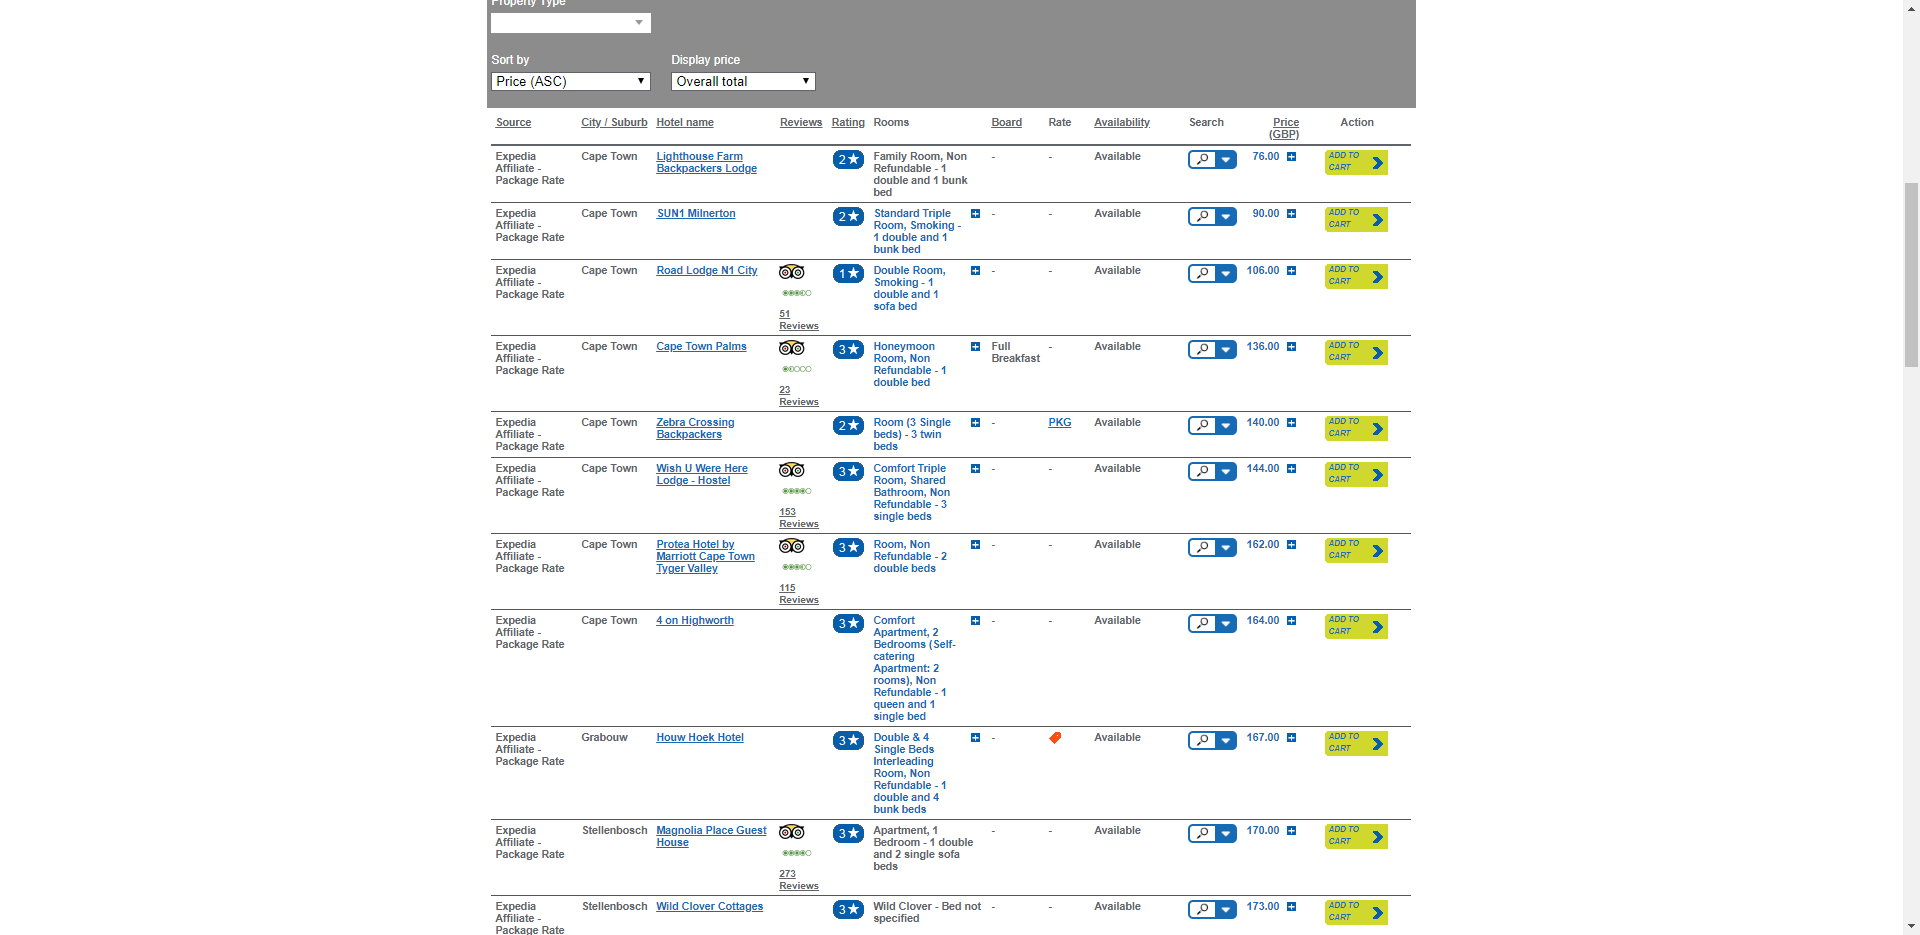 Property Type
Sort by Display price
Price (ASC) Overall total
Source City / Suburb Hotel name Reviews Rating Rooms Board Rate Availability Search Price (GBP) Action
Expedia Cape Town Lighthouse Farm 2 Family Room, Non - - Available 76.00 ADD TO
Affiliate - Backpackers Lodge Refundable - 1 CART
Package Rate double and 1 bunk
bed
Expedia Cape Town SUN1 Milnerton 2 Standard Triple - - Available 90.00 ADD TO
Affiliate - Room, Smoking - CART
Package Rate 1 double and 1
bunk bed
Expedia Cape Town Road Lodge N1 City 1 Double Room, - - Available 106.00 ADD TO
Affiliate - Smoking - 1 CART
Package Rate double and 1
sofa bed
51
Reviews
Expedia Cape Town Cape Town Palms 3 Honeymoon Full - Available 136.00 ADD TO
Affiliate - Room, Non Breakfast CART
Package Rate Refundable - 1
double bed
23
Reviews
Expedia Cape Town Zebra Crossing 2 Room (3 Single - PKG Available 140.00 ADD TO
Affiliate - Backpackers beds) - 3 twin CART
Package Rate beds
Expedia Cape Town Wish U Were Here 3 Comfort Triple - - Available 144.00 ADD TO
Affiliate - Lodge - Hostel Room, Shared CART
Package Rate Bathroom, Non
Refundable - 3
153 single beds
Reviews
Expedia Cape Town Protea Hotel by 3 Room, Non - - Available 162.00 ADD TO
Affiliate - Marriott Cape Town Refundable - 2 CART
Package Rate Tyger Valley double beds
115
Reviews
Expedia Cape Town 4 on Highworth 3 Comfort - - Available 164.00 ADD TO
Affiliate - Apartment, 2 CART
Package Rate Bedrooms (Self-
catering
Apartment: 2
rooms), Non
Refundable - 1
queen and 1
single bed
Expedia Grabouw Houw Hoek Hotel 3 Double & 4 - Available 167.00 ADD TO
Affiliate - Single Beds CART
Package Rate Interleading
Room, Non
Refundable - 1
double and 4
bunk beds
Expedia Stellenbosch Magnolia Place Guest 3 Apartment, 1 - - Available 170.00 ADD TO
Affiliate - House Bedroom - 1 double CART
Package Rate and 2 single sofa
beds
273
Reviews
Expedia Stellenbosch Wild Clover Cottages 3 Wild Clover - Bed not - - Available 173.00 ADD TO
Affiliate - specified CART
Package Rate